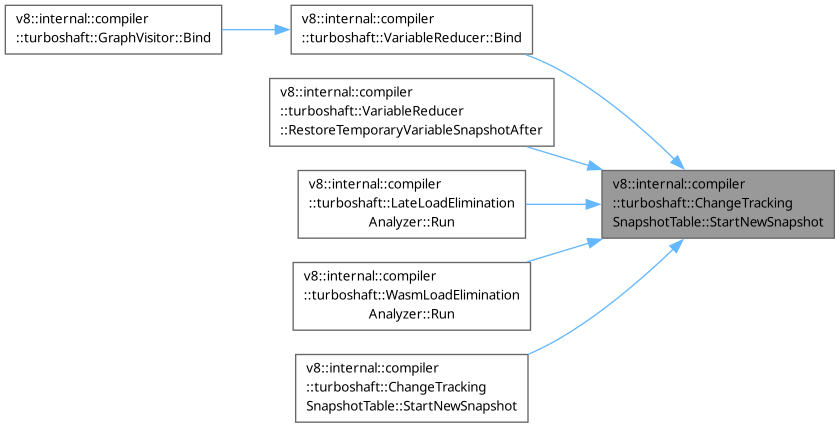 v8::internal::compiler
::turboshaft::GraphVisitor::Bind
v8::internal::compiler
::turboshaft::VariableReducer::Bind
v8::internal::compiler
::turboshaft::VariableReducer
::RestoreTemporaryVariableSnapshotAfter
v8::internal::compiler
::turboshaft::LateLoadElimination
Analyzer::Run
v8::internal::compiler
::turboshaft::WasmLoadElimination
Analyzer::Run
v8::internal::compiler
::turboshaft::ChangeTracking
SnapshotTable::StartNewSnapshot
v8::internal::compiler
::turboshaft::ChangeTracking
SnapshotTable::StartNewSnapshot